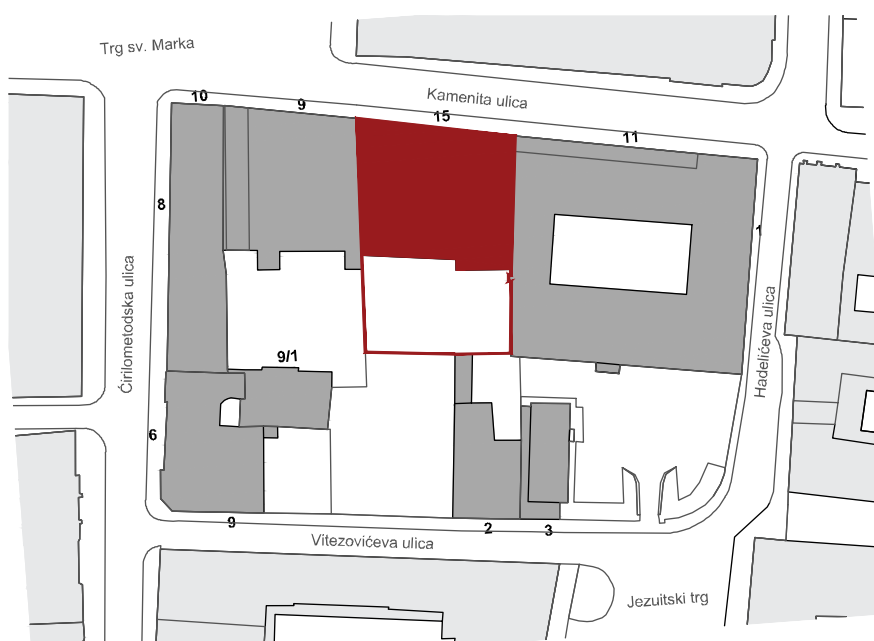 Trg sv. Marka
Kamenita ulica
10
9
15
11
8
1
Ćirilometodska ulica
Hadelićeva ulica
9/1
6
9
2
3
Vitezovićeva ulica
Jezuitski trg